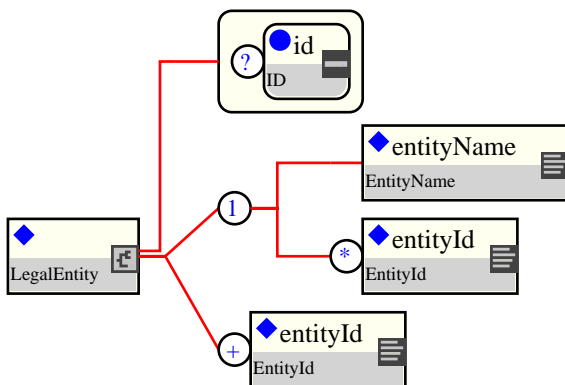 id
?
ID
entityName
EntityName
1
entityId
LegalEntity
*
EntityId
entityId
+
EntityId